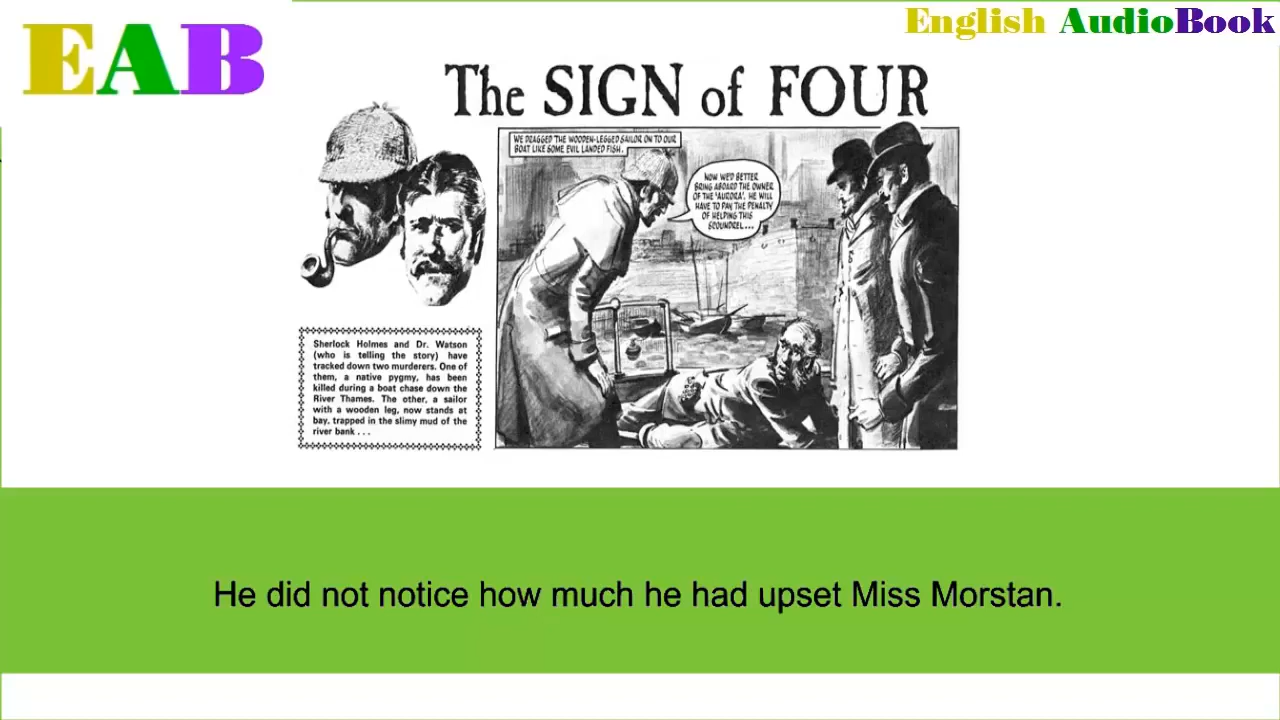 EAB
English AudioBook
The SIGN of FOUR
WE DRAGGED THE WOODEN-LEGGED SAILOR ON TO OUR
BOAT LIKE SOME EVIL LANDED FISH.
NOW WE'D BETTER
BRING ABOARD THE OWNER
OF THE 'AURORA'. HE WILL
HAVE TO PAY THE PENALTY
OF HELPING THIS
SCOUNDREL...
Sherlock Holmes and Dr. Watson
(who is telling the story) have
tracked down two murderers. One of
them, a native pygmy, has been
killed during a boat chase down the
River Thames. The other, a sailor
with a wooden leg, now stands at
bay, trapped in the slimy mud of the
river bank . . .
He did not notice how much he had upset Miss Morstan.